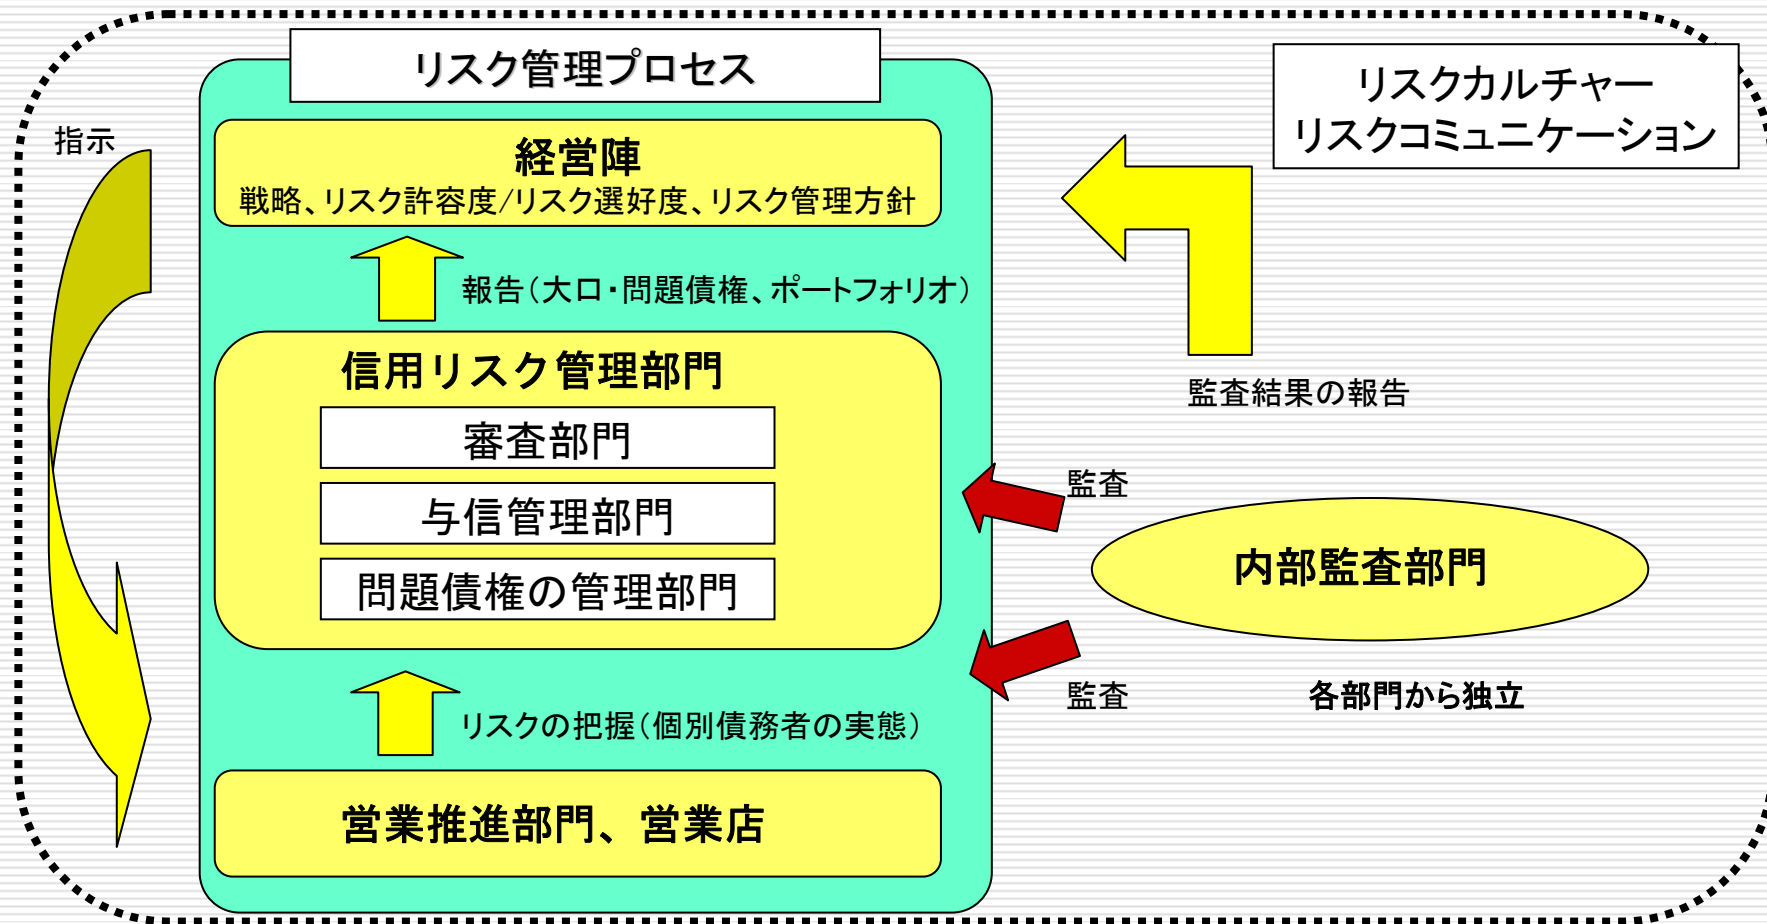 リスク管理プロセス
リスクカルチャー
リスクコミュニケーション
指示
経営陣
戦略、リスク許容度/リスク選好度、リスク管理方針
報告(大口・問題債権、ポートフォリオ)
信用リスク管理部門
監査結果の報告
審査部門
監査
与信管理部門
内部監査部門
問題債権の管理部門
監査
各部門から独立
リスクの把握(個別債務者の実態)
営業推進部門、営業店